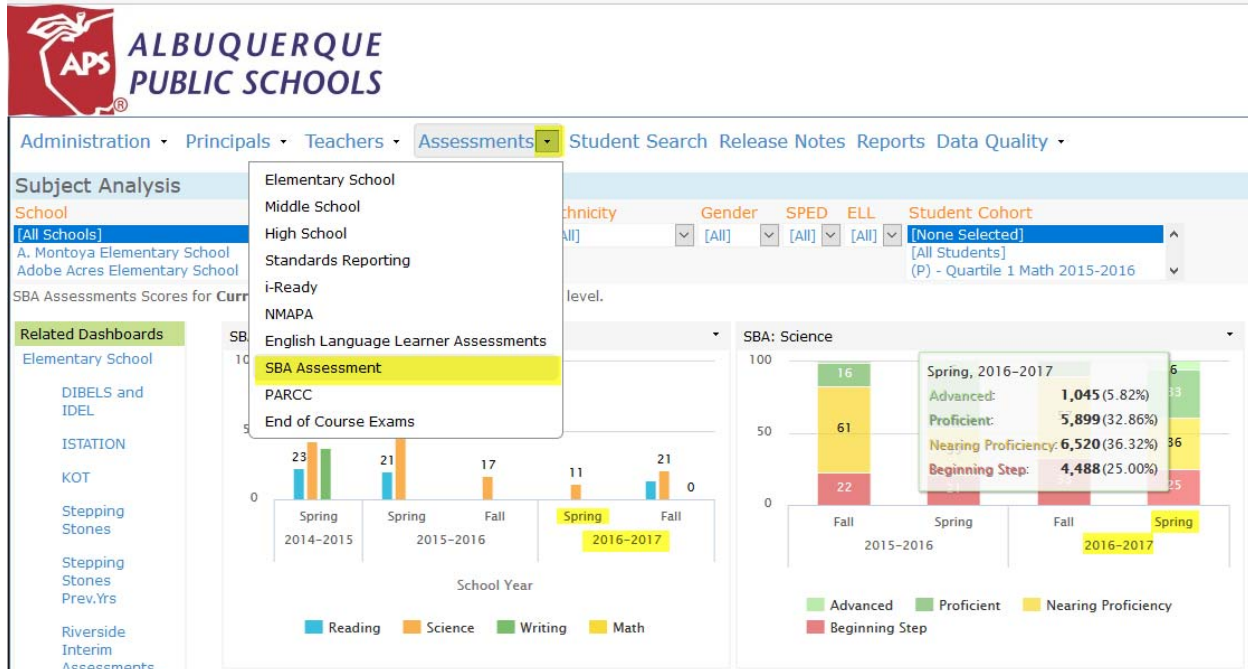 APS
®
ALBUQUERQUE
PUBLIC SCHOOLS
Administration Principals Teachers Assessments Student Search Release Notes Reports Data Quality
Elementary School
Middle School
High School
Standards Reporting
i-Ready
NMAPA
English Language Learner Assessments
SBA Assessment
PARCC
End of Course Exams
Subject Analysis
School Gender SPED ELL Student Cohort
[All Schools] [All] [All] [All] [None Selected]
A. Montoya Elementary School [All Students]
Adobe Acres Elementary School (P) - Quartile 1 Math 2015-2016
SBA Assessments Scores for level.
Related Dashboards
Elementary School
DIBELS and
IDEL
ISTATION
KOT
Stepping
Stones
Stepping
Stones
Prev.Yrs
Riverside
Interim
Assessments
23 21 17 11 21 0
0
Spring Spring Fall Spring Fall
2014-2015 2015-2016 2016-2017
School Year
Reading Science Writing Math
SBA: Science
100
50
0
16
61
22
Spring, 2016-2017
Advanced: 1,045 (5.82%)
Proficient: 5,899 (32.86%)
Nearing Proficiency: 6,520 (36.32%)
Beginning Step: 4,488 (25.00%)
6
33
36
25
Fall Spring Fall Spring
2015-2016 2016-2017
Advanced Proficient Nearing Proficiency
Beginning Step